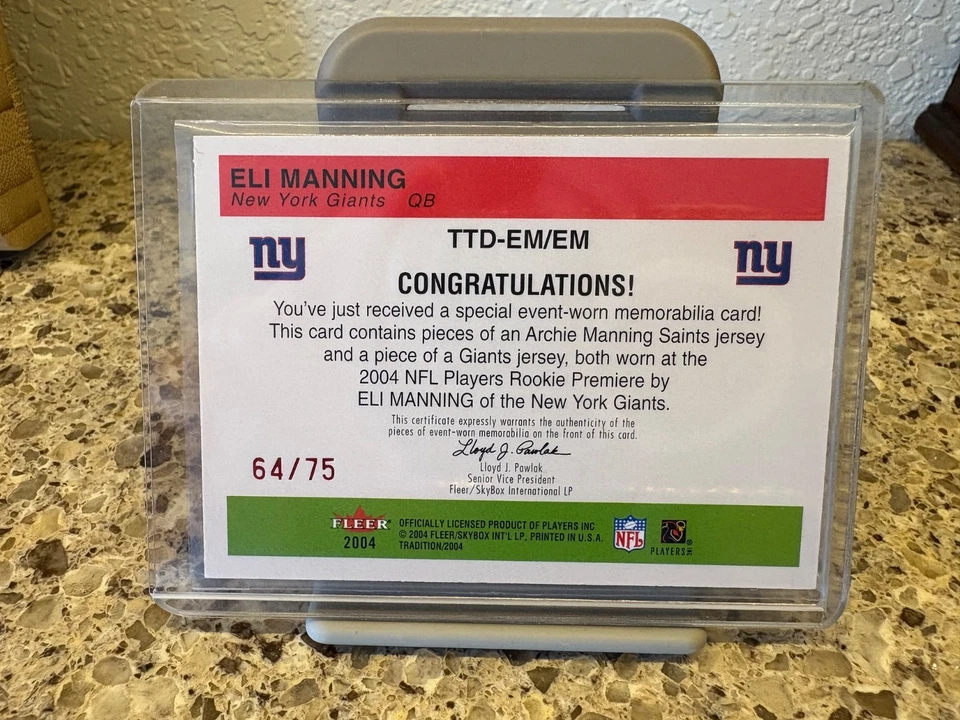 ELI MANNING
New York Giants QB
TTD-EM/EM
ny ny
CONGRATULATIONS!
You've just received a special event-worn memorabilia card!
This card contains pieces of an Archie Manning Saints jersey
and a piece of a Giants jersey, both worn at the
2004 NFL Players Rookie Premiere by
ELI MANNING of the New York Giants.
This certificate expressly warrants the authenticity of the
pieces of event-worn memorabilia on the front of this card.
Lloyd J. Pawlak
Lloyd J. Pawlak
Senior Vice President
Fleer/SkyBox International LP
64/75
FLEER
2004
OFFICIALLY LICENSED PRODUCT OF PLAYERS INC
© 2004 FLEER/SKYBOX INT'L LP, PRINTED IN U.S.A.
TRADITION/2004
NFL
PLAYERS INC